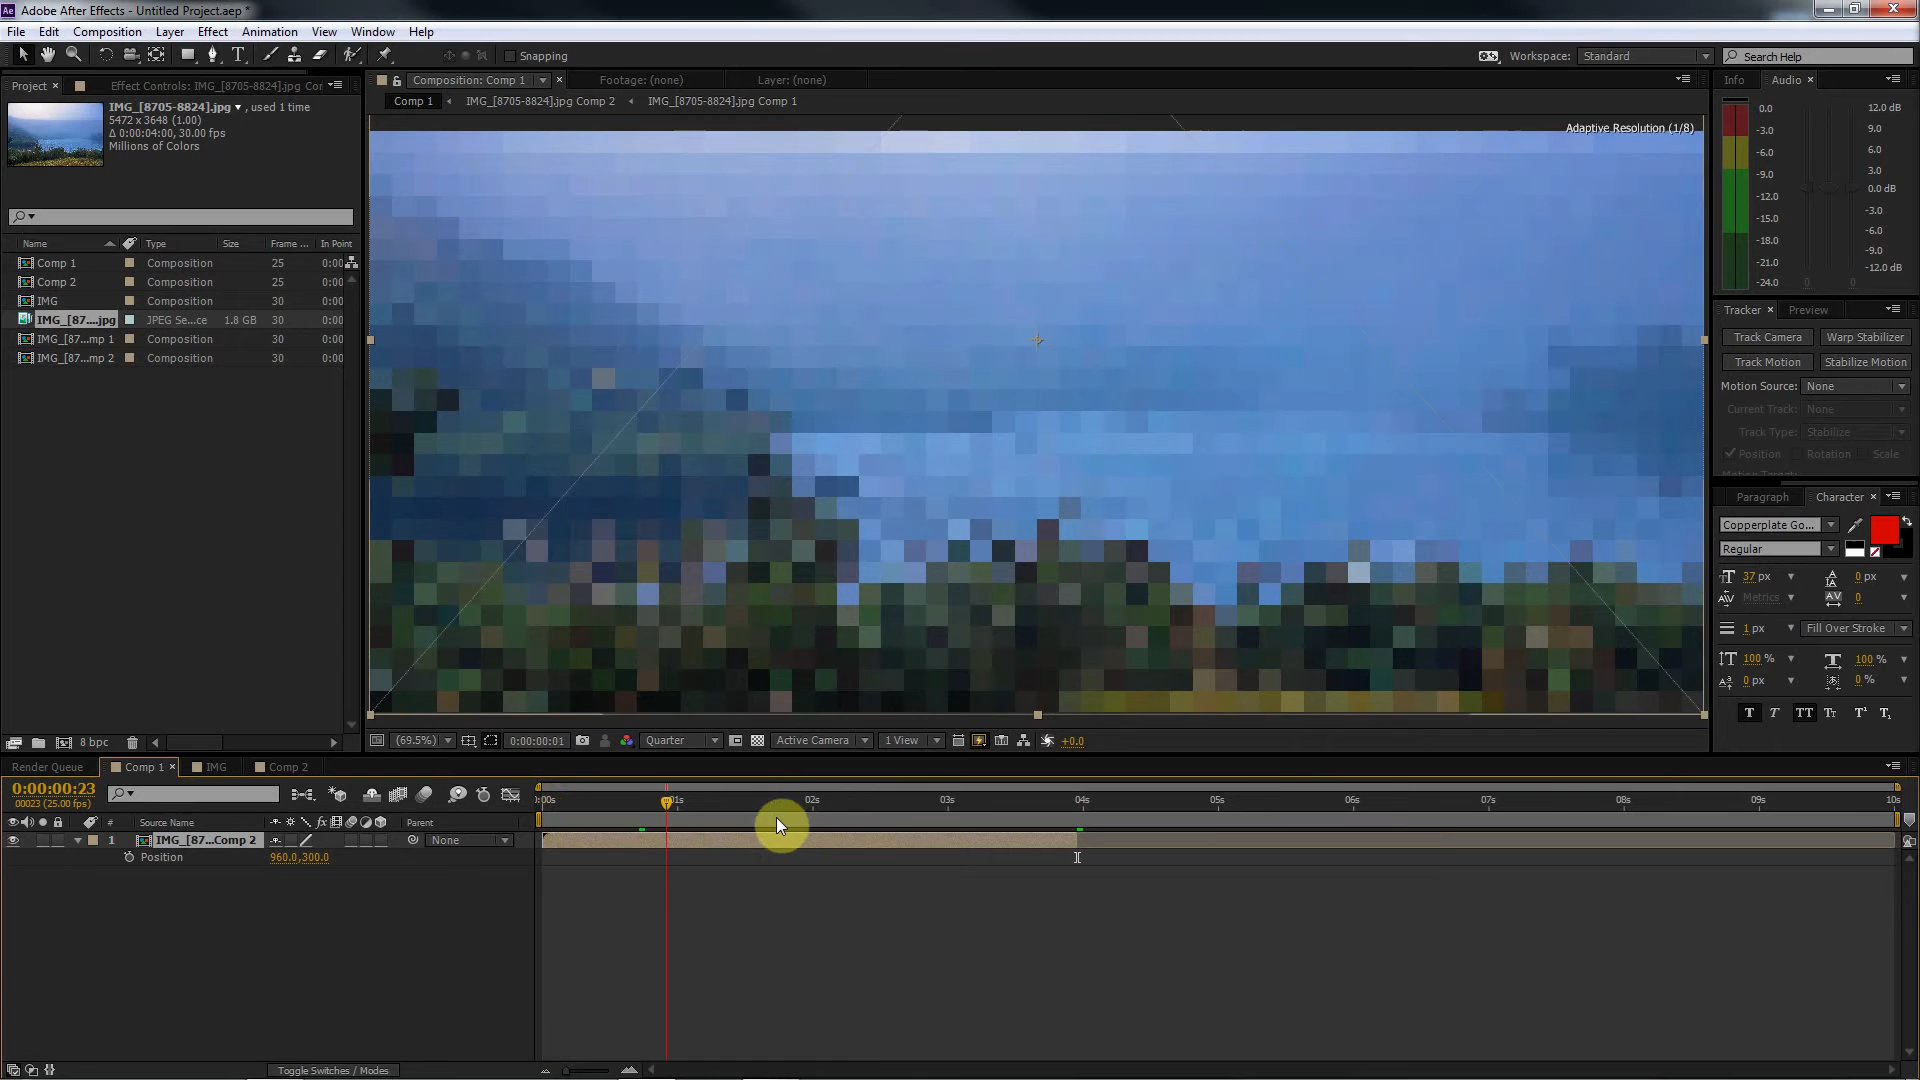 Adobe After Effects - Untitled Project.aep *
File Edit Composition Layer Effect Animation View Window Help
Snapping
Workspace: Standard
Search Help
Project × Effect Controls: IMG_[8705-8824].jpg Cor
IMG_[8705-8824].jpg ▾, used 1 time
5472 x 3648 (1.00)
Δ 0:00:04:00, 30.00 fps
Millions of Colors
Name Type Size Frame ... In Point
Comp 1 Composition 25 0:00
Comp 2 Composition 25 0:00
IMG Composition 30 0:00
IMG_[87....jpg JPEG Se...ce 1.8 GB 30 0:00
IMG_[87...mp 1 Composition 30 0:00
IMG_[87...mp 2 Composition 30 0:00
8 bpc
Composition: Comp 1 Footage: (none) Layer: (none)
Comp 1 IMG_[8705-8824].jpg Comp 2 IMG_[8705-8824].jpg Comp 1
Adaptive Resolution (1/8)
(69.5%) 0:00:00:01 Quarter Active Camera 1 View +0.0
Info Audio ×
0.0 12.0 dB
-3.0 9.0
-6.0 6.0
-9.0 3.0
-12.0 0.0 dB
-15.0 -3.0
-18.0 -6.0
-21.0 -9.0
-24.0 -12.0 dB
0 0
Tracker × Preview
Track Camera Warp Stabilizer
Track Motion Stabilize Motion
Motion Source: None
Current Track: None
Track Type: Stabilize
Position Rotation Scale
Paragraph Character ×
Copperplate Go...
Regular
37 px 0 px
Metrics 0
1 px Fill Over Stroke
100 % 100 %
0 px 0 %
T T TT Tt T¹ T₁
Render Queue Comp 1 × IMG Comp 2
0:00:00:23
00023 (25.00 fps)
:00s 01s 02s 03s 04s 05s 06s 07s 08s 09s 10s
# Source Name fx Parent
1 IMG_[87...Comp 2 None
Position 960.0,300.0
Toggle Switches / Modes